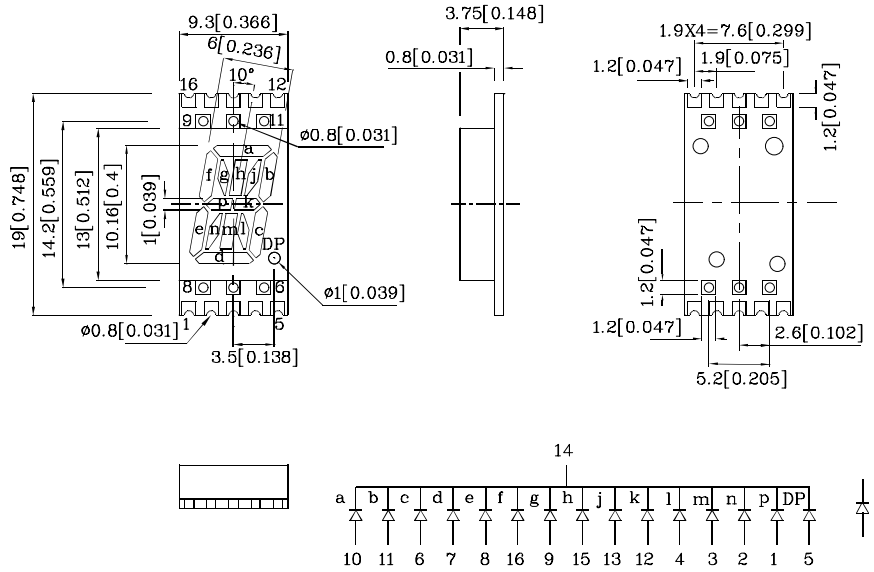 9.3[0.366]
6[0.236]
10°
16 12
9 11
ø0.8[0.031]
a
f g h j b
p k
e n m l c
d DP
8 6
1 5
19[0.748]
14.2[0.559]
13[0.512]
10.16[0.4]
1[0.039]
ø1[0.039]
ø0.8[0.031]
3.5[0.138]
3.75[0.148]
0.8[0.031]
1.9X4=7.6[0.299]
1.9[0.075]
1.2[0.047]
1.2[0.047]
1.2[0.047]
1.2[0.047]
2.6[0.102]
5.2[0.205]
14
a b c d e f g h j k l m n p DP
10 11 6 7 8 16 9 15 13 12 4 3 2 1 5